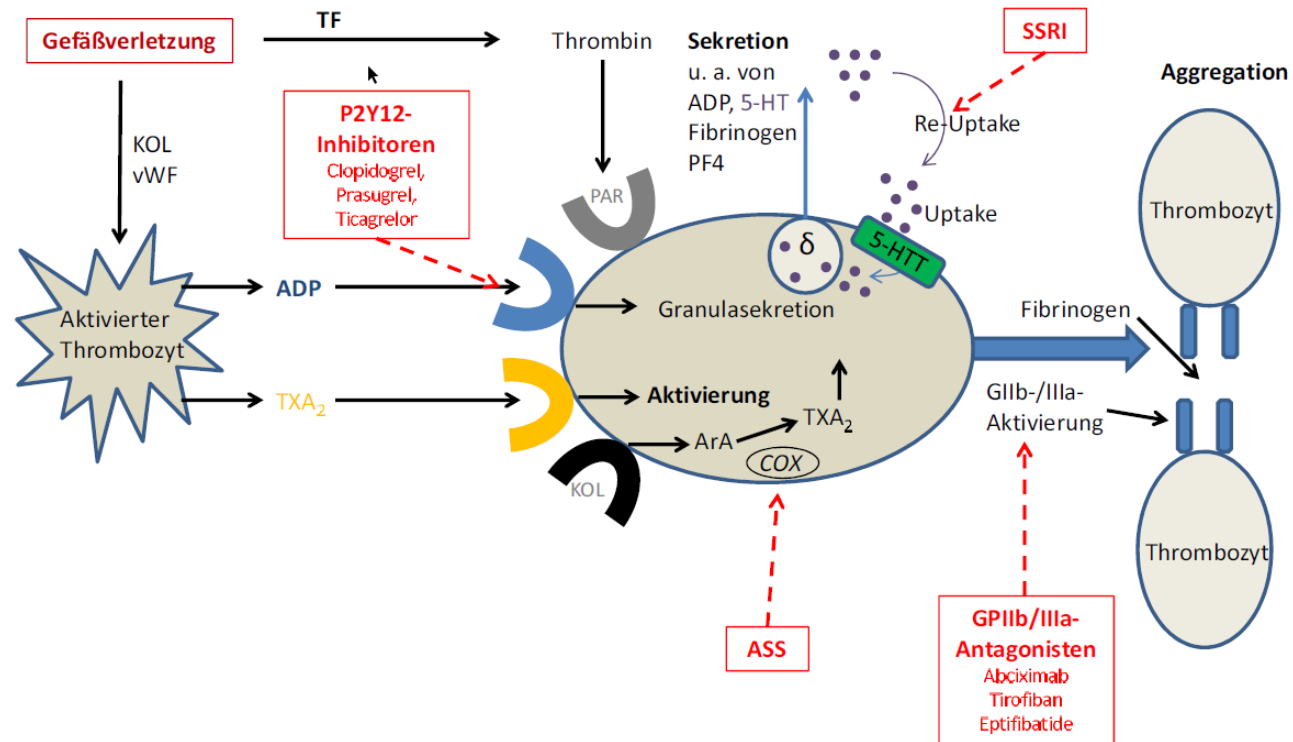 Gefäßverletzung
TF
Thrombin
Sekretion
u. a. von
ADP, 5-HT
Fibrinogen
PF4
SSRI
Re-Uptake
Uptake
Aggregation
KOL
vWF
P2Y12-
Inhibitoren
Clopidogrel,
Prasugrel,
Ticagrelor
PAR
Thrombozyt
5-HTT
δ
Aktivierter
Thrombozyt
ADP
Granulasekretion
Fibrinogen
TXA₂
Aktivierung
GIIb-/IIIa-
Aktivierung
ArA
TXA₂
COX
KOL
Thrombozyt
ASS
GPIIb/IIIa-
Antagonisten
Abciximab
Tirofiban
Eptifibatide